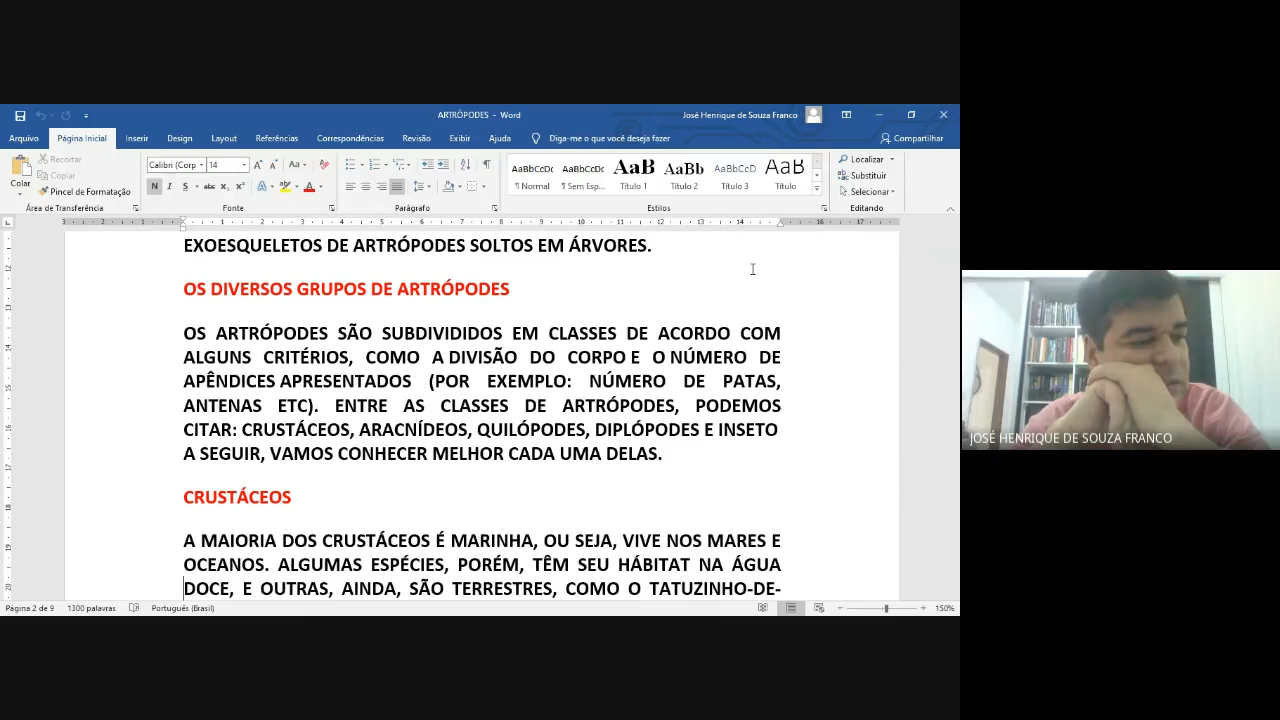 ARTRÓPODES - Word
José Henrique de Souza Franco
Arquivo Página Inicial Inserir Design Layout Referências Correspondências Revisão Exibir Ajuda Diga-me o que você deseja fazer Compartilhar
Colar
Recortar
Copiar
Pincel de Formatação
Área de Transferência
Calibri (Corp 14
Fonte
Parágrafo
AaBbCcDc AaBbCcDc AaB AaBb AaBbCcD AaB
¶ Normal ¶ Sem Esp... Título 1 Título 2 Título 3 Título
Estilos
Localizar
Substituir
Selecionar
Editando
EXOESQUELETOS DE ARTRÓPODES SOLTOS EM ÁRVORES.
OS DIVERSOS GRUPOS DE ARTRÓPODES
OS ARTRÓPODES SÃO SUBDIVIDIDOS EM CLASSES DE ACORDO COM
ALGUNS CRITÉRIOS, COMO A DIVISÃO DO CORPO E O NÚMERO DE
APÊNDICES APRESENTADOS (POR EXEMPLO: NÚMERO DE PATAS,
ANTENAS ETC). ENTRE AS CLASSES DE ARTRÓPODES, PODEMOS
CITAR: CRUSTÁCEOS, ARACNÍDEOS, QUILÓPODES, DIPLÓPODES E INSETO
A SEGUIR, VAMOS CONHECER MELHOR CADA UMA DELAS.
CRUSTÁCEOS
A MAIORIA DOS CRUSTÁCEOS É MARINHA, OU SEJA, VIVE NOS MARES E
OCEANOS. ALGUMAS ESPÉCIES, PORÉM, TÊM SEU HÁBITAT NA ÁGUA
DOCE, E OUTRAS, AINDA, SÃO TERRESTRES, COMO O TATUZINHO-DE-
Página 2 de 9 1300 palavras Português (Brasil) 150%
JOSÉ HENRIQUE DE SOUZA FRANCO